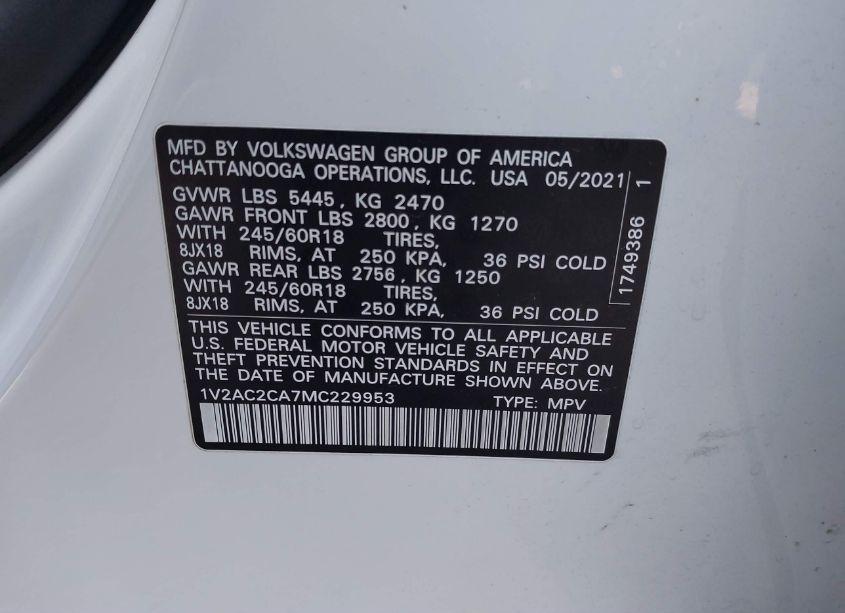 MFD BY VOLKSWAGEN GROUP OF AMERICA
CHATTANOOGA OPERATIONS, LLC. USA 05/2021
GVWR LBS 5445 , KG 2470
GAWR FRONT LBS 2800 , KG 1270
WITH 245/60R18 TIRES,
8JX18 RIMS, AT 250 KPA, 36 PSI COLD
GAWR REAR LBS 2756 , KG 1250
WITH 245/60R18 TIRES,
8JX18 RIMS, AT 250 KPA, 36 PSI COLD
THIS VEHICLE CONFORMS TO ALL APPLICABLE
U.S. FEDERAL MOTOR VEHICLE SAFETY AND
THEFT PREVENTION STANDARDS IN EFFECT ON
THE DATE OF MANUFACTURE SHOWN ABOVE.
1V2AC2CA7MC229953 TYPE: MPV
1749386 1